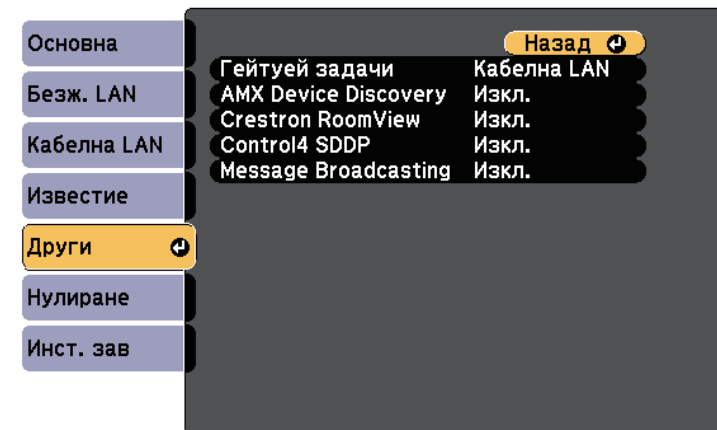 Основна
Безж. LAN
Кабелна LAN
Известие
Други
Нулиране
Инст. зав
Назад
Гейтуей задачи Кабелна LAN
AMX Device Discovery Изкл.
Crestron RoomView Изкл.
Control4 SDDP Изкл.
Message Broadcasting Изкл.